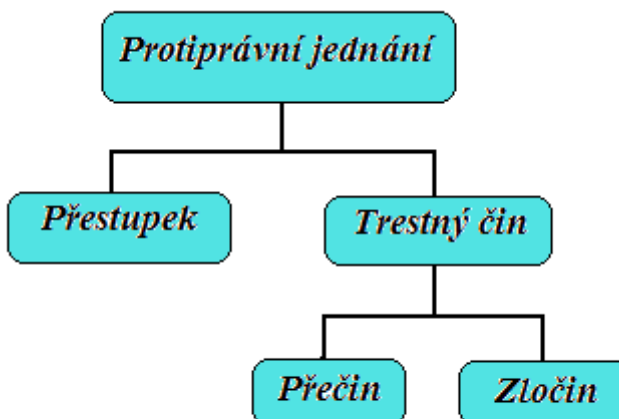 Protiprávní jednání
Přestupek
Trestný čin
Přečin
Zločin